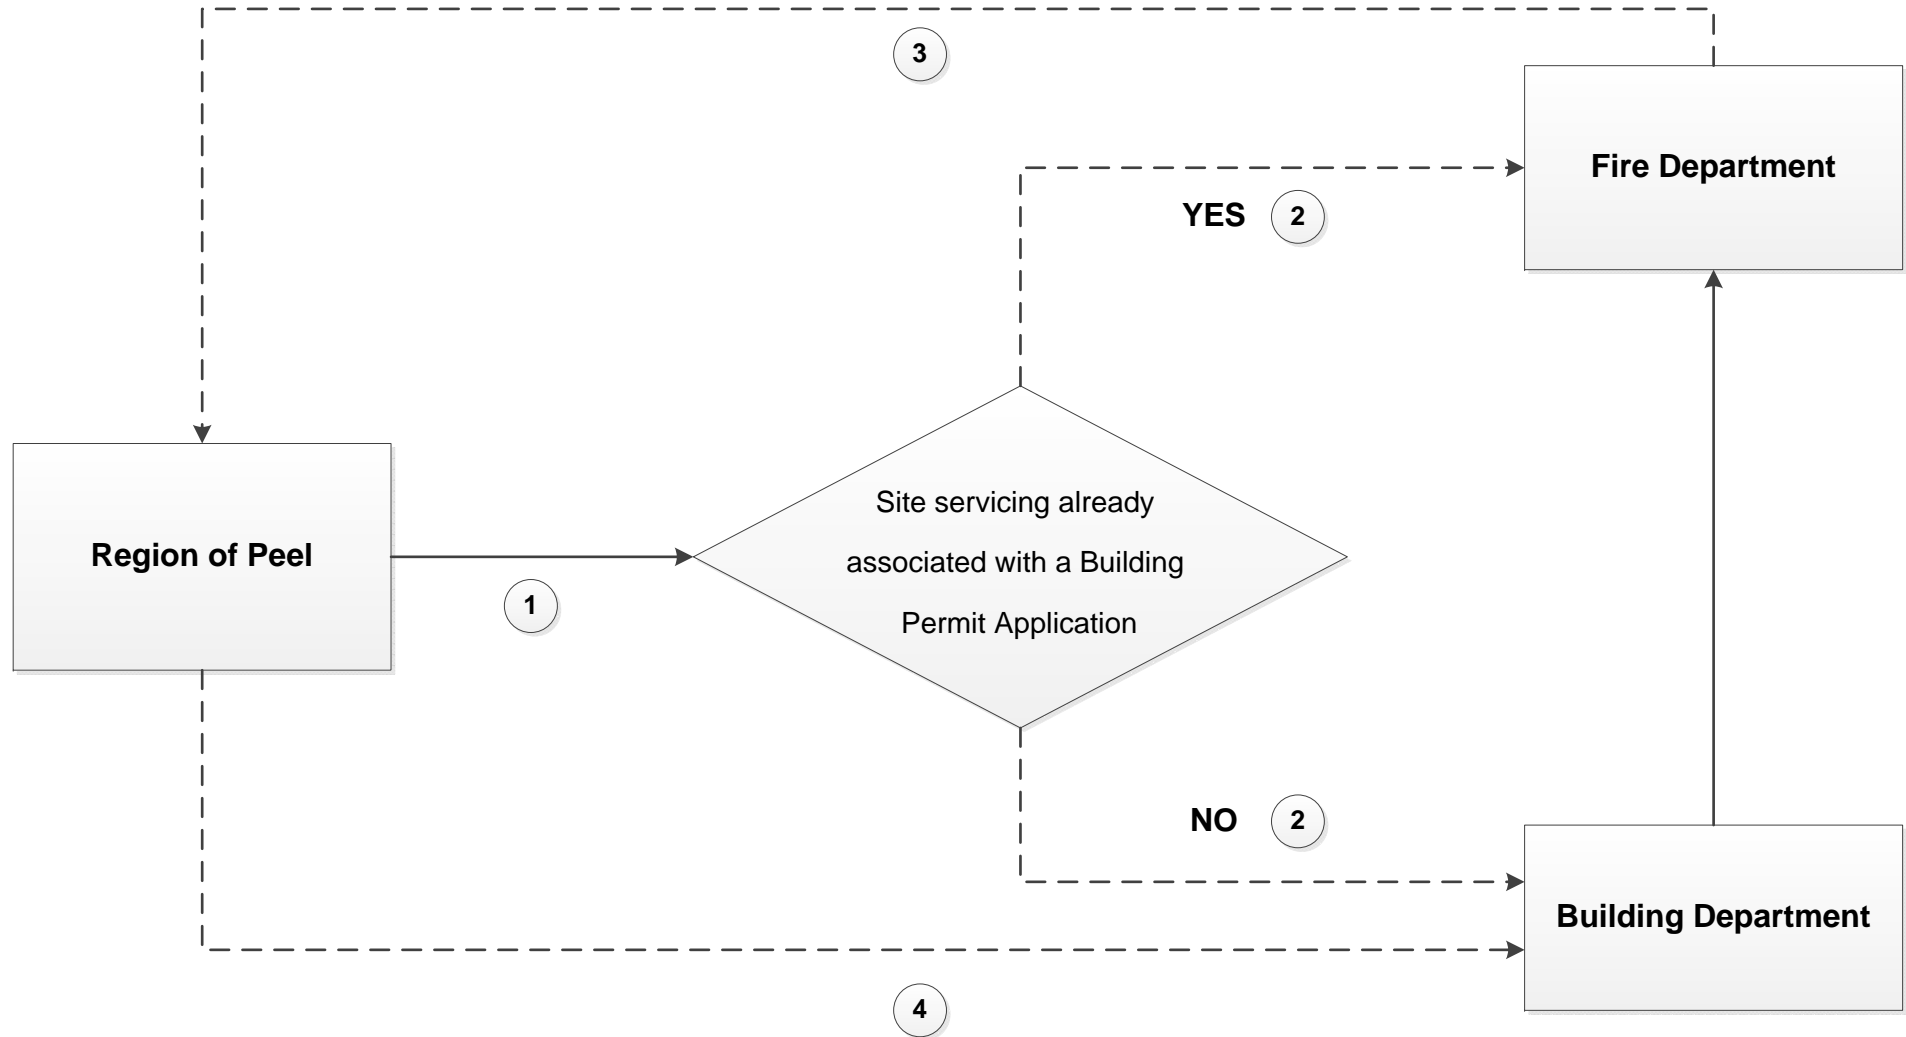 3
Fire Department
YES 2
Site servicing already
associated with a Building
Permit Application
Region of Peel
1
NO 2
Building Department
4